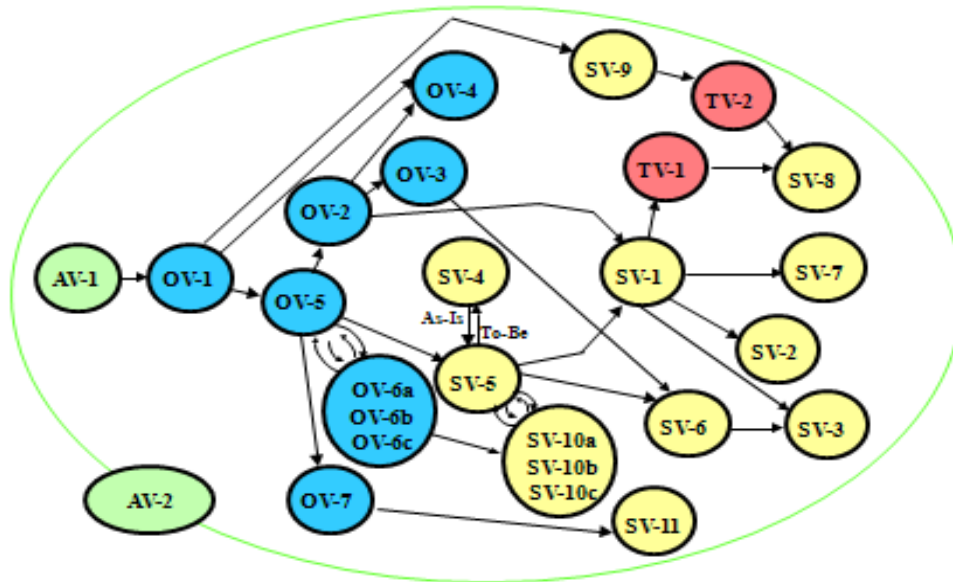 SV-9
OV-4
TV-2
OV-3
TV-1
SV-8
OV-2
AV-1
OV-1
SV-4
SV-1
SV-7
OV-5
As-Is
To-Be
SV-2
SV-5
OV-6a
OV-6b
OV-6c
SV-6
SV-3
SV-10a
SV-10b
SV-10c
AV-2
OV-7
SV-11